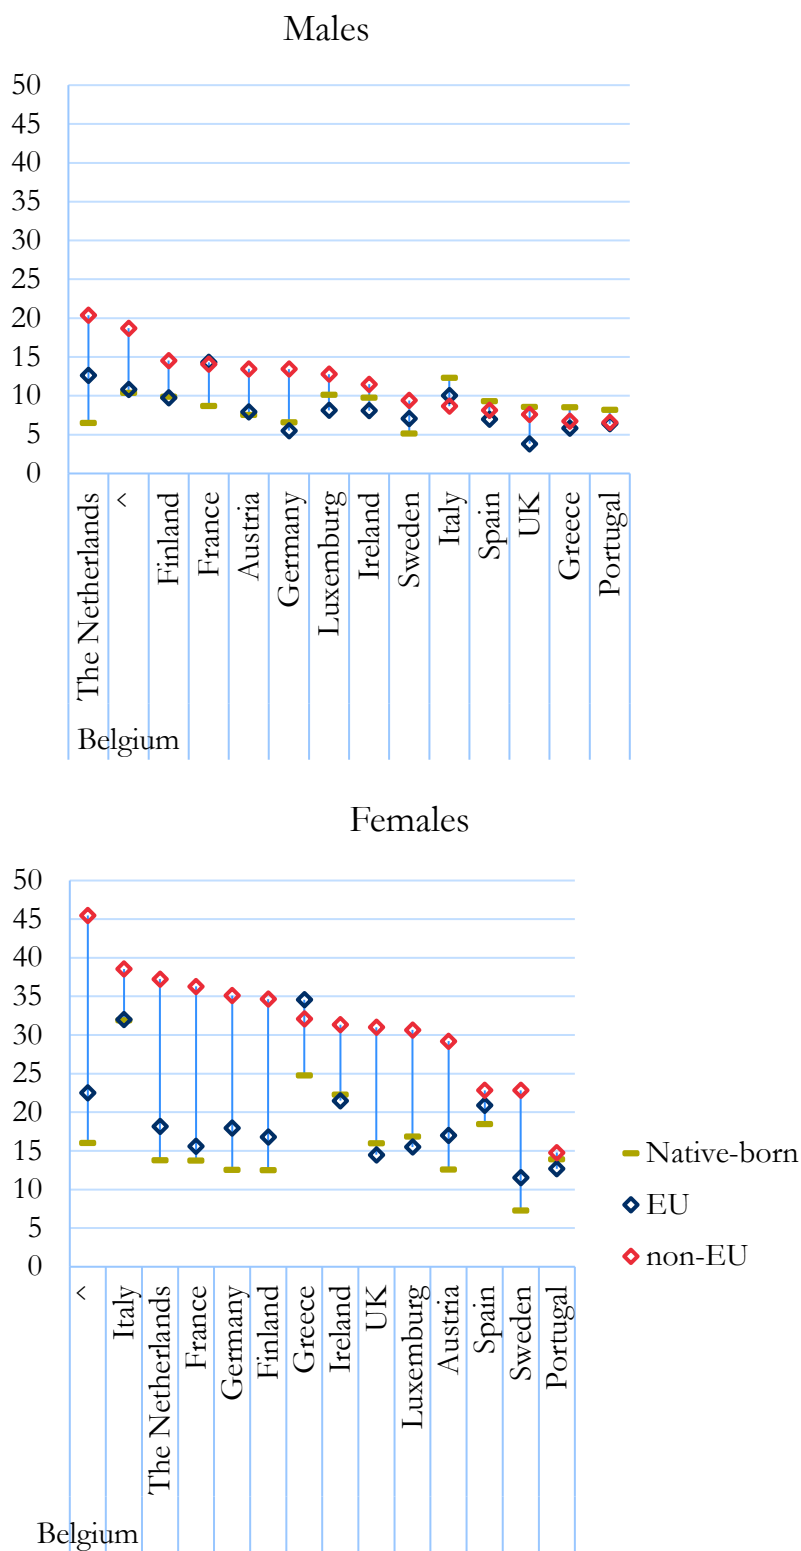 Males
50
45
40
35
30
25
20
15
10
5
0
The Netherlands
<
Finland
France
Austria
Germany
Luxemburg
Ireland
Sweden
Italy
Spain
UK
Greece
Portugal
Belgium
Females
50
45
40
35
30
25
20
15
10
5
0
Native-born
EU
non-EU
<
Italy
The Netherlands
France
Germany
Finland
Greece
Ireland
UK
Luxemburg
Austria
Spain
Sweden
Portugal
Belgium